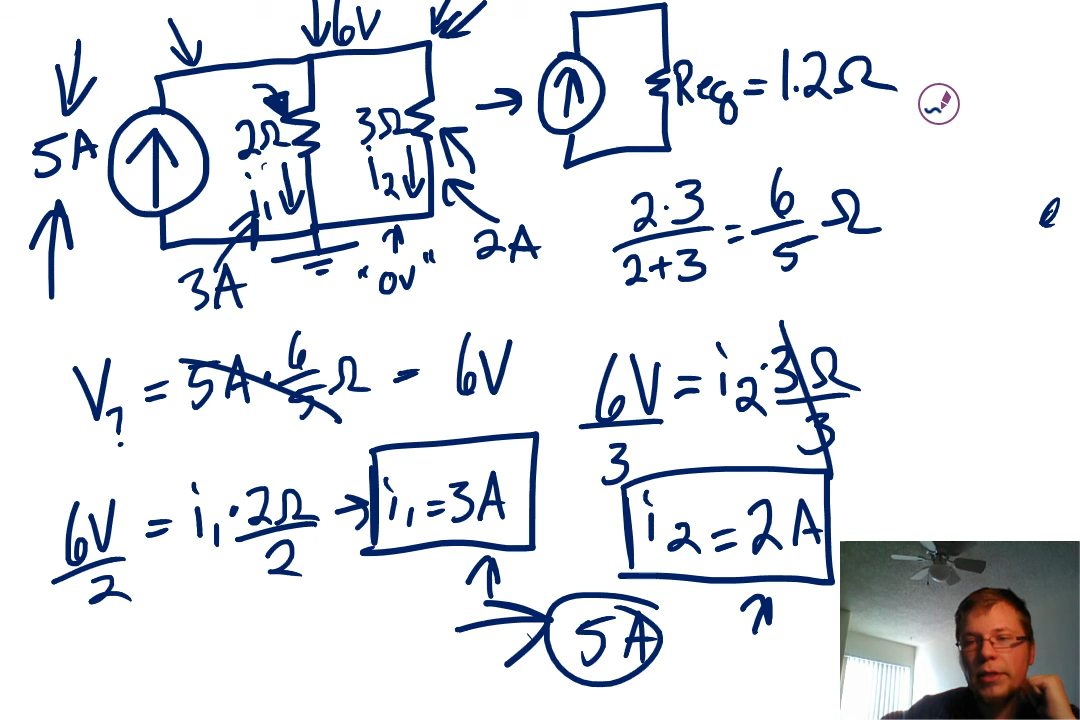 6V
5A
2Ω
3Ω
i₁
i₂
3A
"0V"
2A
Req = 1.2Ω
2·3/2+3 = 6/5 Ω
V? = 5A · 6/5 Ω = 6V
6V/3 = i₂ · 3Ω/3
6V/2 = i₁ · 2Ω/2
i₁ = 3A
i₂ = 2A
5A